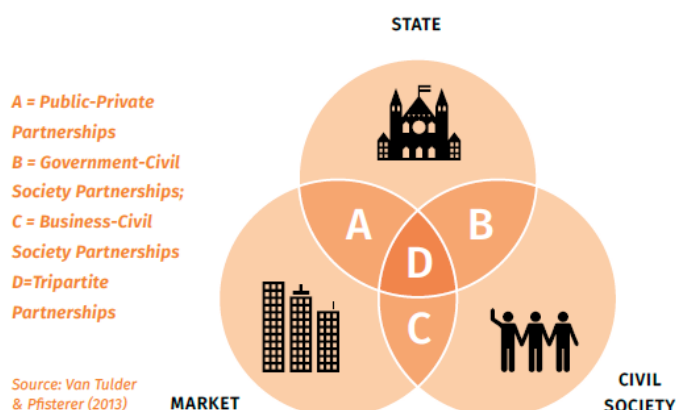 STATE
A = Public-Private
Partnerships
B = Government-Civil
Society Partnerships;
C = Business-Civil
Society Partnerships
D=Tripartite
Partnerships
A
B
D
C
Source: Van Tulder
& Pfisterer (2013)
MARKET
CIVIL
SOCIETY